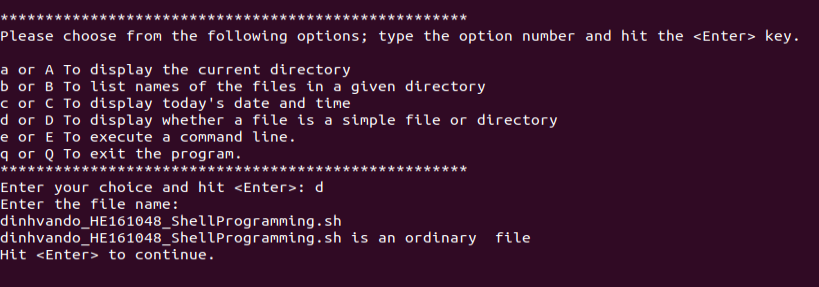 ****************************************************
Please choose from the following options; type the option number and hit the <Enter> key.
a or A To display the current directory
b or B To list names of the files in a given directory
c or C To display today's date and time
d or D To display whether a file is a simple file or directory
e or E To execute a command line.
q or Q To exit the program.
****************************************************
Enter your choice and hit <Enter>: d
Enter the file name:
dinhvando_HE161048_ShellProgramming.sh
dinhvando_HE161048_ShellProgramming.sh is an ordinary  file
Hit <Enter> to continue.